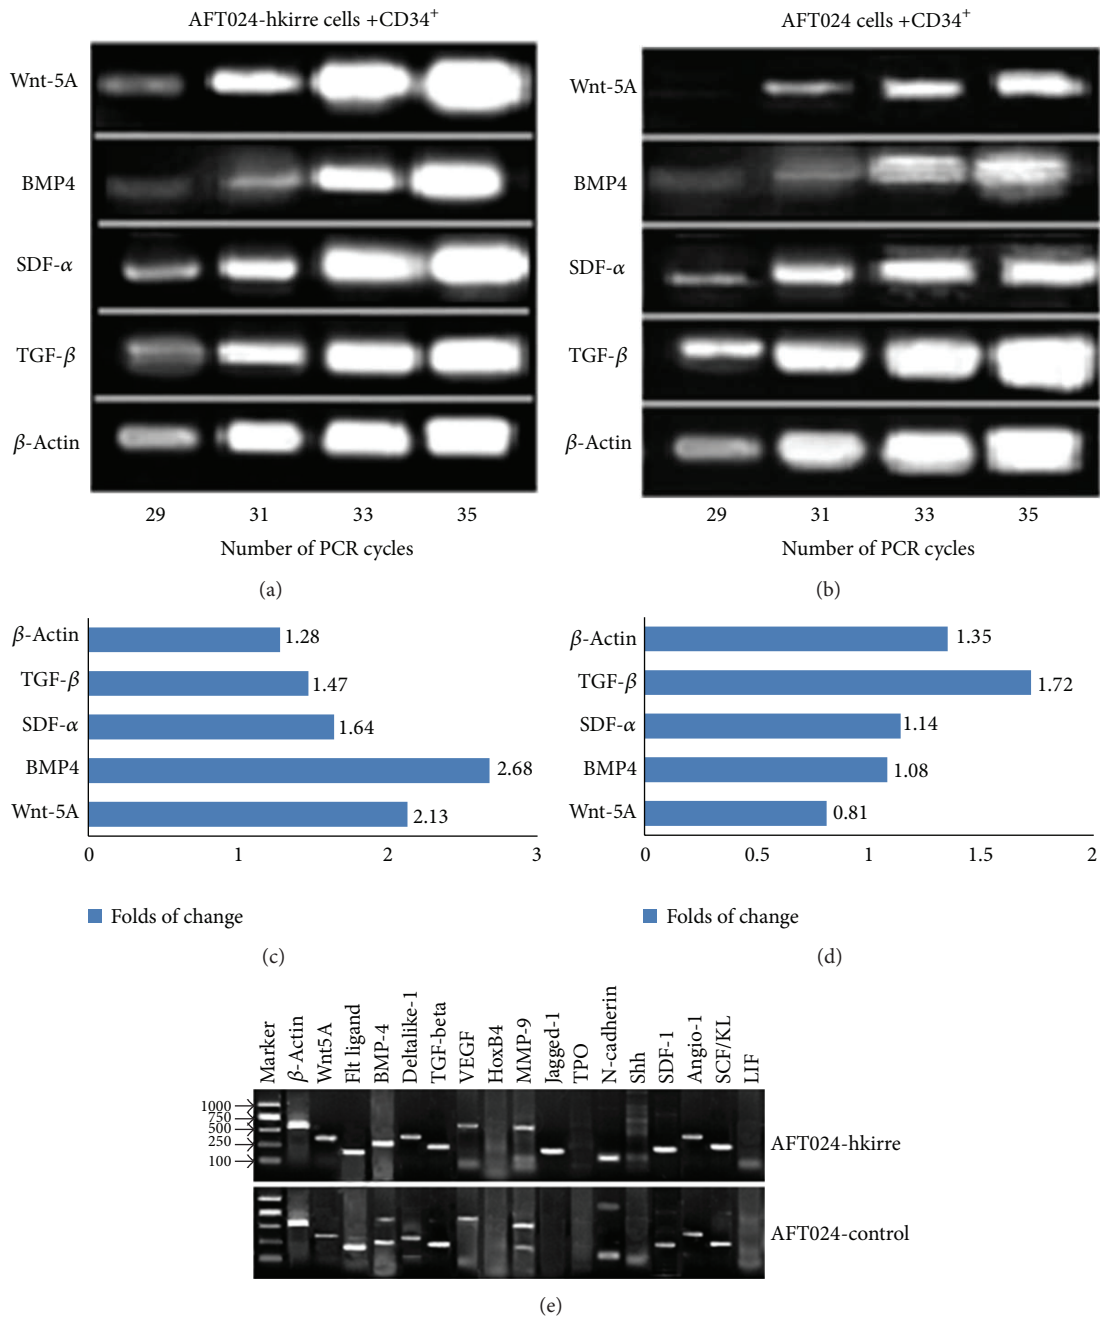 AFT024-hkirre cells +CD34⁺
Wnt-5A
BMP4
SDF-α
TGF-β
β-Actin
29 31 33 35
Number of PCR cycles
(a)
AFT024 cells +CD34⁺
Wnt-5A
BMP4
SDF-α
TGF-β
β-Actin
29 31 33 35
Number of PCR cycles
(b)
β-Actin 1.28
TGF-β 1.47
SDF-α 1.64
BMP4 2.68
Wnt-5A 2.13
0 1 2 3
Folds of change
(c)
β-Actin 1.35
TGF-β 1.72
SDF-α 1.14
BMP4 1.08
Wnt-5A 0.81
0 0.5 1 1.5 2
Folds of change
(d)
Marker
β-Actin
Wnt5A
Flt ligand
BMP-4
Deltalike-1
TGF-beta
VEGF
HoxB4
MMP-9
Jagged-1
TPO
N-cadherin
Shh
SDF-1
Angio-1
SCF/KL
LIF
1000
750
500
250
100
AFT024-hkirre
AFT024-control
(e)